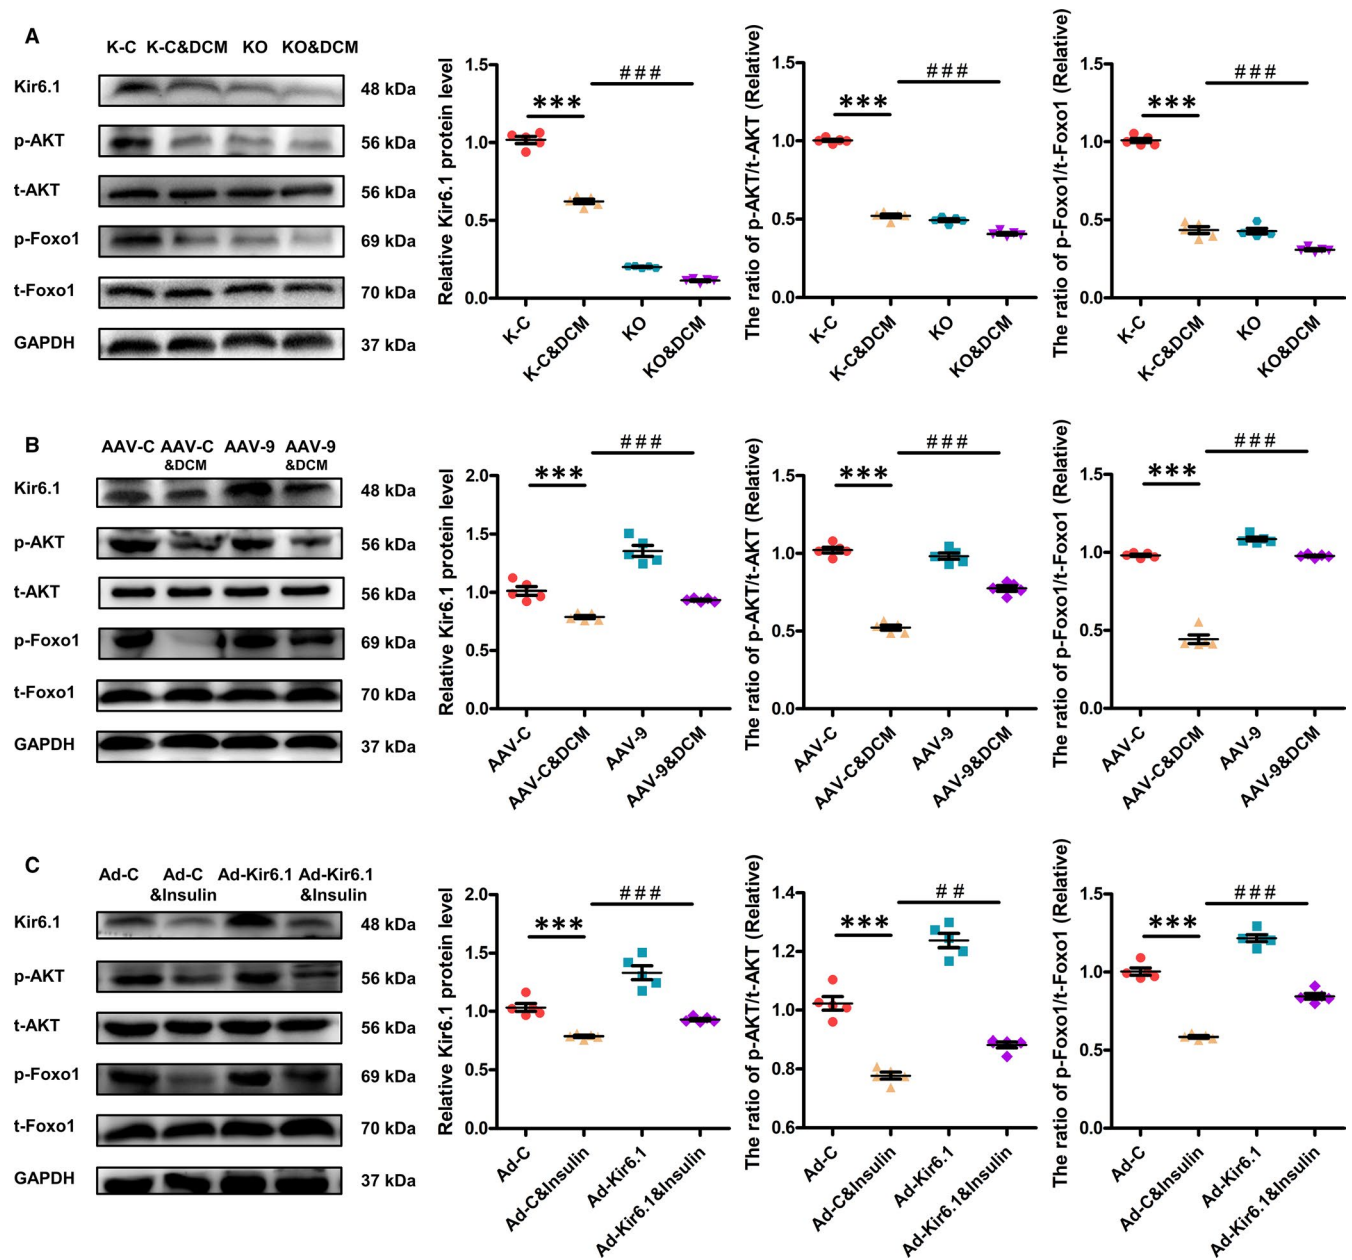 A
K-C K-C&DCM KO KO&DCM
Kir6.1 48 kDa
p-AKT 56 kDa
t-AKT 56 kDa
p-Foxo1 69 kDa
t-Foxo1 70 kDa
GAPDH 37 kDa
Relative Kir6.1 protein level
1.5
1.0
0.5
0.0
***
###
K-C
K-C&DCM
KO
KO&DCM
The ratio of p-AKT/t-AKT (Relative)
1.5
1.0
0.5
0.0
***
###
K-C
K-C&DCM
KO
KO&DCM
The ratio of p-Foxo1/t-Foxo1 (Relative)
1.5
1.0
0.5
0.0
***
###
K-C
K-C&DCM
KO
KO&DCM
B
AAV-C AAV-C AAV-9 AAV-9
&DCM &DCM
Kir6.1 48 kDa
p-AKT 56 kDa
t-AKT 56 kDa
p-Foxo1 69 kDa
t-Foxo1 70 kDa
GAPDH 37 kDa
Relative Kir6.1 protein level
2.0
1.5
1.0
0.5
0.0
***
###
AAV-C
AAV-C&DCM
AAV-9
AAV-9&DCM
The ratio of p-AKT/t-AKT (Relative)
1.5
1.0
0.5
0.0
***
###
AAV-C
AAV-C&DCM
AAV-9
AAV-9&DCM
The ratio of p-Foxo1/t-Foxo1 (Relative)
1.5
1.0
0.5
0.0
***
###
AAV-C
AAV-C&DCM
AAV-9
AAV-9&DCM
C
Ad-C Ad-C Ad-Kir6.1 Ad-Kir6.1
&Insulin &Insulin
Kir6.1 48 kDa
p-AKT 56 kDa
t-AKT 56 kDa
p-Foxo1 69 kDa
t-Foxo1 70 kDa
GAPDH 37 kDa
Relative Kir6.1 protein level
2.0
1.5
1.0
0.5
0.0
***
###
Ad-C
Ad-C&Insulin
Ad-Kir6.1
Ad-Kir6.1&Insulin
The ratio of p-AKT/t-AKT (Relative)
1.4
1.2
1.0
0.8
0.6
***
##
Ad-C
Ad-C&Insulin
Ad-Kir6.1
Ad-Kir6.1&Insulin
The ratio of p-Foxo1/t-Foxo1 (Relative)
1.5
1.0
0.5
0.0
***
###
Ad-C
Ad-C&Insulin
Ad-Kir6.1
Ad-Kir6.1&Insulin